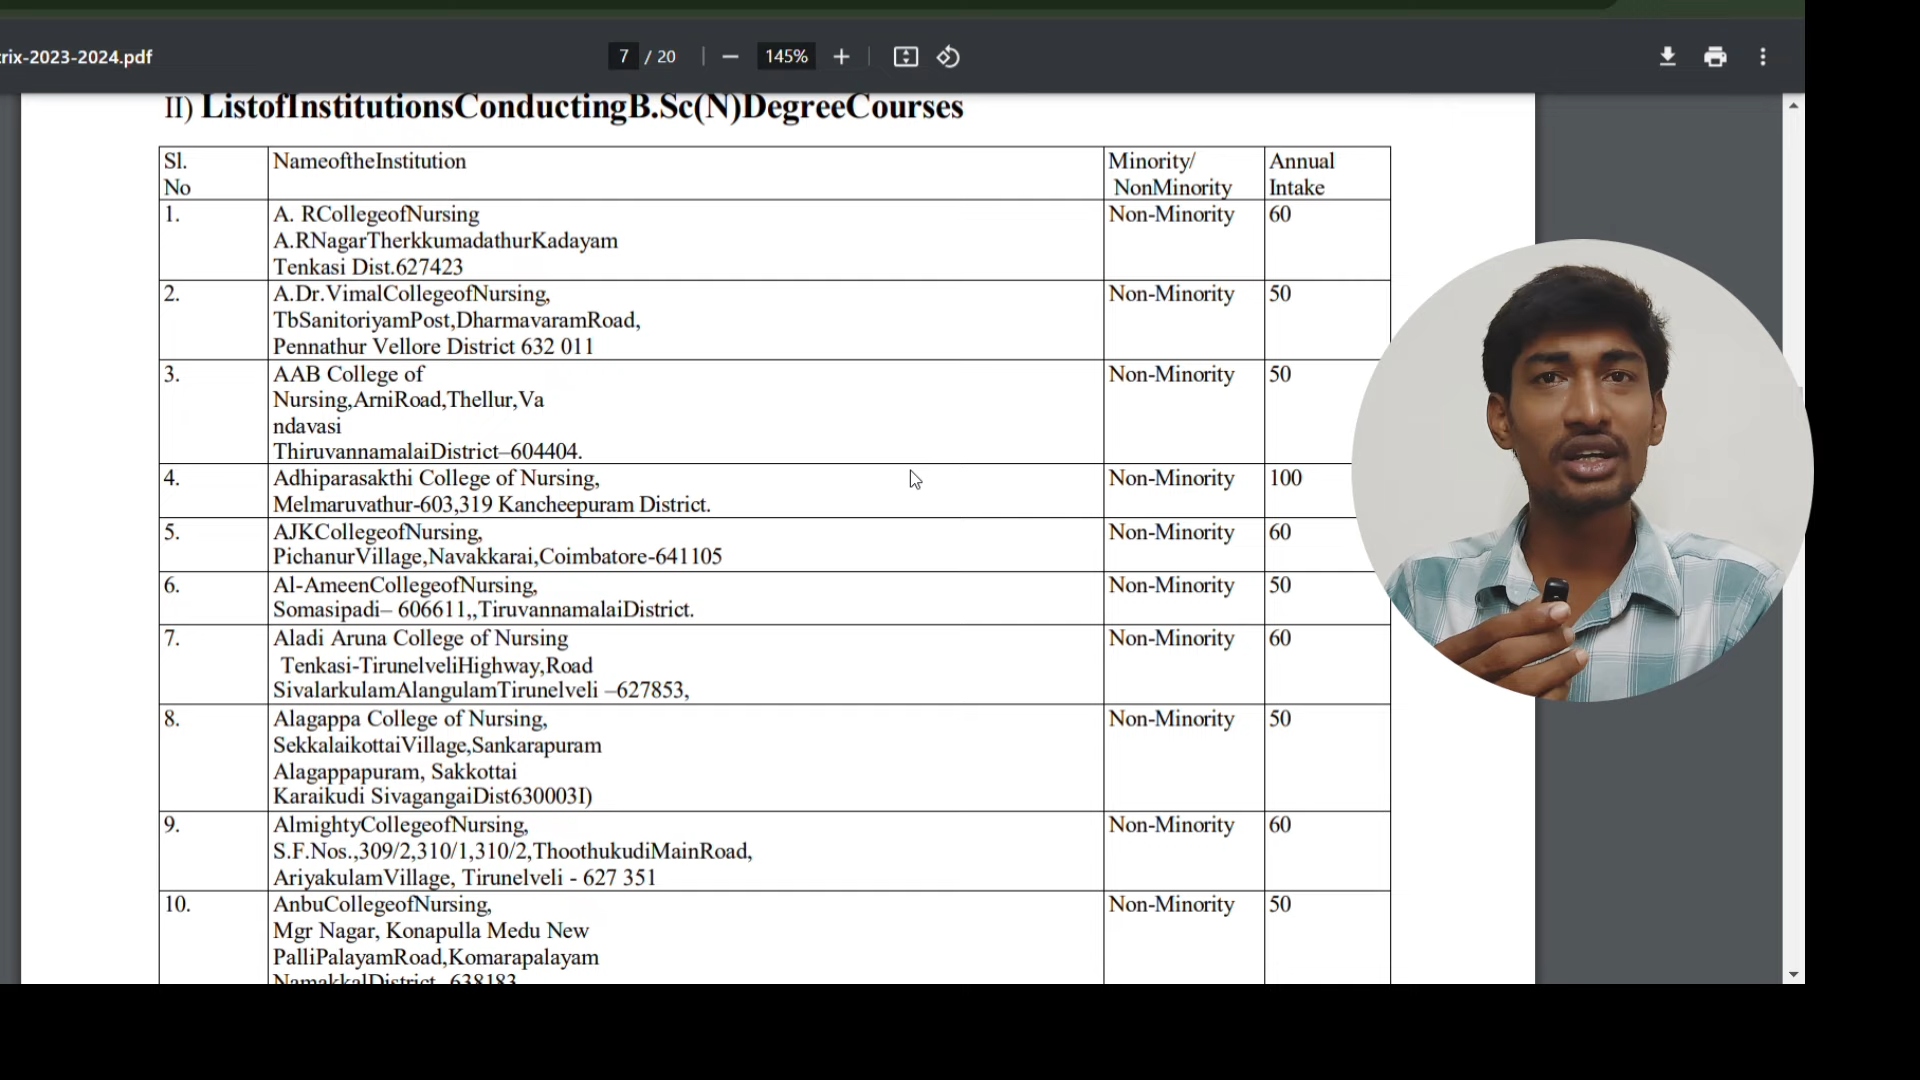 rix-2023-2024.pdf
7 / 20
145%
II) ListofInstitutionsConductingB.Sc(N)DegreeCourses
Sl. No
NameoftheInstitution
Minority/ NonMinority
Annual Intake
1.
A. RCollegeofNursing
A.RNagarTherkkumadathurKadayam
Tenkasi Dist.627423
Non-Minority
60
2.
A.Dr.VimalCollegeofNursing,
TbSanitoriyamPost,DharmavaramRoad,
Pennathur Vellore District 632 011
Non-Minority
50
3.
AAB College of
Nursing,ArniRoad,Thellur,Va
ndavasi
ThiruvannamalaiDistrict–604404.
Non-Minority
50
4.
Adhiparasakthi College of Nursing,
Melmaruvathur-603,319 Kancheepuram District.
Non-Minority
100
5.
AJKCollegeofNursing,
PichanurVillage,Navakkarai,Coimbatore-641105
Non-Minority
60
6.
Al-AmeenCollegeofNursing,
Somasipadi– 606611,,TiruvannamalaiDistrict.
Non-Minority
50
7.
Aladi Aruna College of Nursing
Tenkasi-TirunelveliHighway,Road
SivalarkulamAlangulamTirunelveli –627853,
Non-Minority
60
8.
Alagappa College of Nursing,
SekkalaikottaiVillage,Sankarapuram
Alagappapuram, Sakkottai
Karaikudi SivagangaiDist630003I)
Non-Minority
50
9.
AlmightyCollegeofNursing,
S.F.Nos.,309/2,310/1,310/2,ThoothukudiMainRoad,
AriyakulamVillage, Tirunelveli - 627 351
Non-Minority
60
10.
AnbuCollegeofNursing,
Mgr Nagar, Konapulla Medu New
PalliPalayamRoad,Komarapalayam
NamakkalDistrict 638183
Non-Minority
50